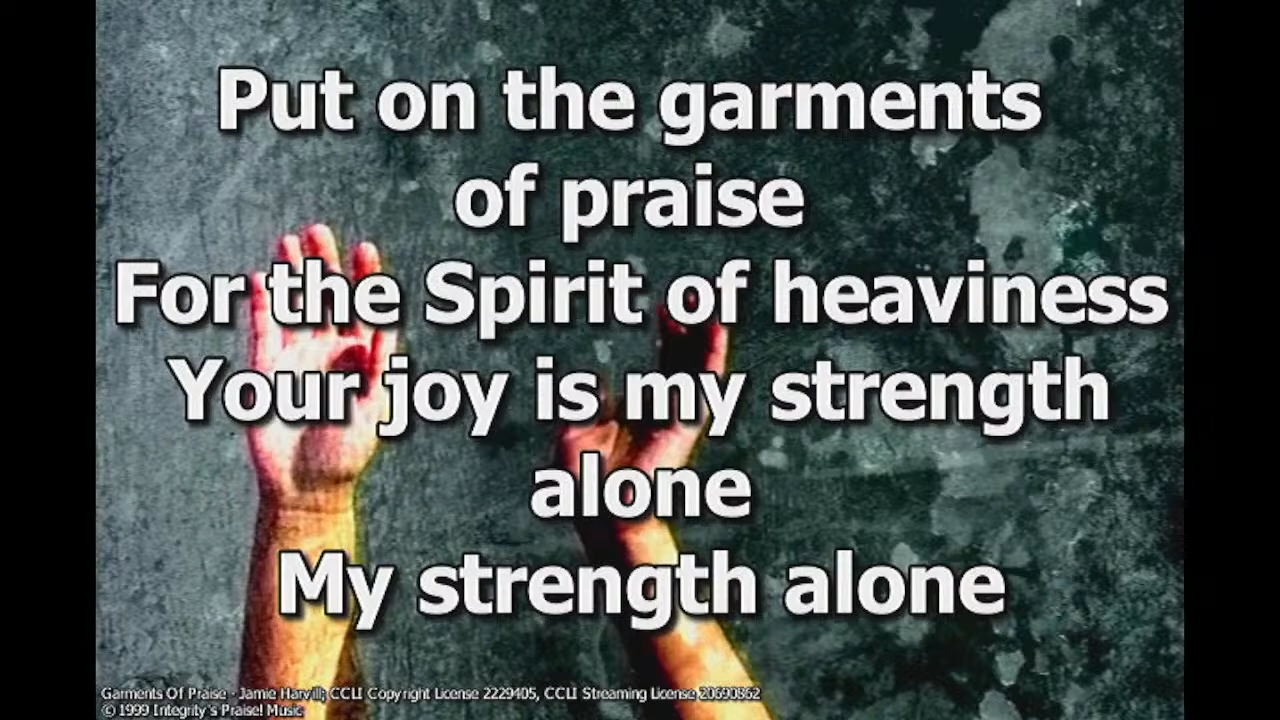 Put on the garments
of praise
For the Spirit of heaviness
Your joy is my strength
alone
My strength alone
Garments Of Praise - Jamie Harvill; CCLI Copyright License 2229405, CCLI Streaming License 20690862
© 1999 Integrity's Praise! Music